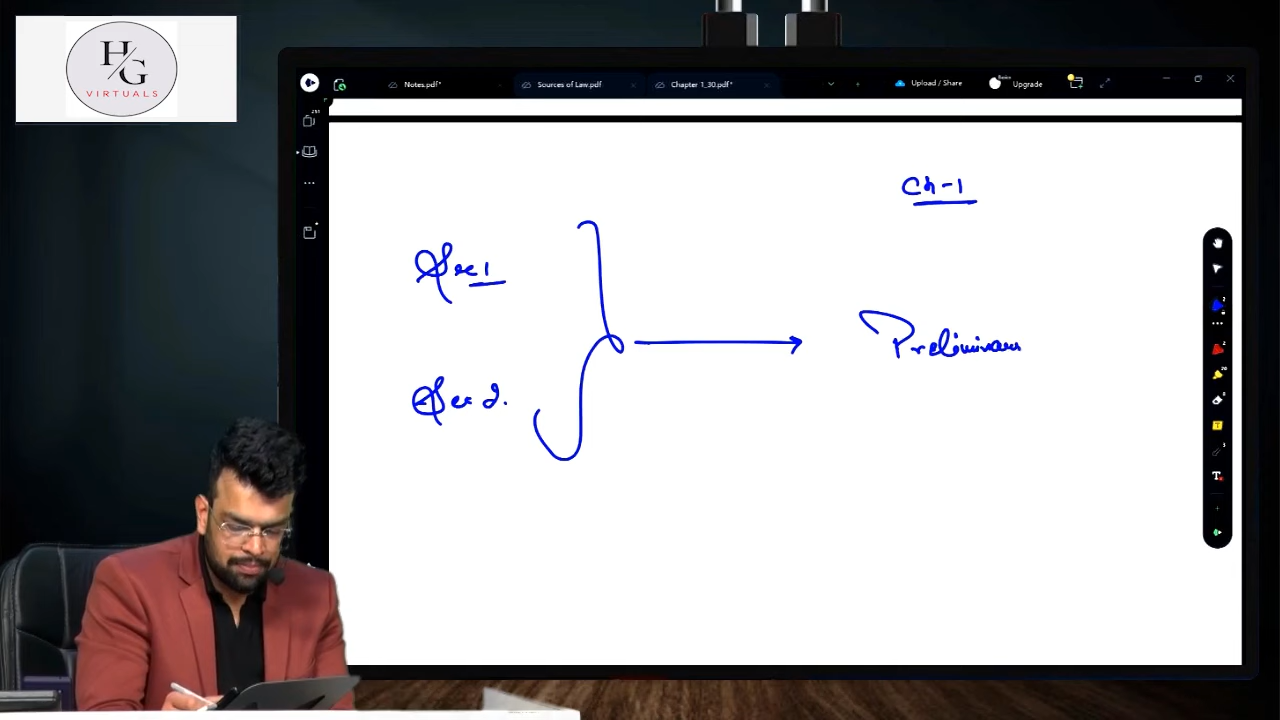 H/G
VIRTUALS
Notes.pdf*
Sources of Law.pdf
Chapter 1_30.pdf*
Upload / Share
Basic
Upgrade
Ch-1
Sec 1
Preliminary
Sec 2.